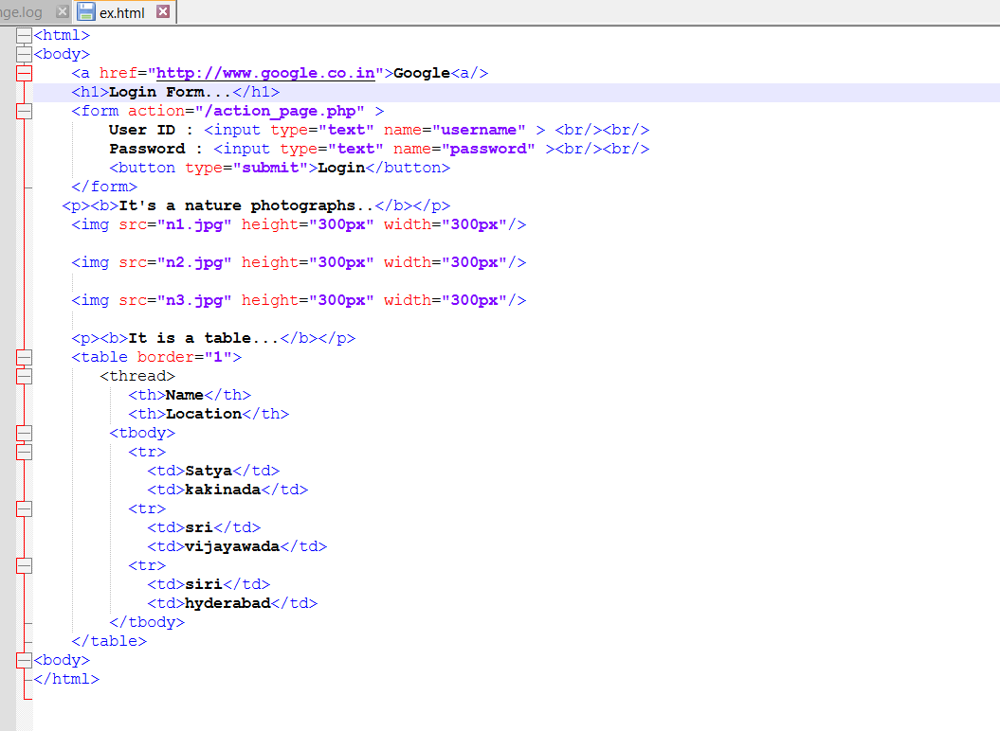 nge.log ex.html
<html>
<body>
<a href="http://www.google.co.in">Google<a/>
<h1>Login Form...</h1>
<form action="/action_page.php" >
User ID : <input type="text" name="username" > <br/><br/>
Password : <input type="text" name="password" ><br/><br/>
<button type="submit">Login</button>
</form>
<p><b>It's a nature photographs..</b></p>
<img src="n1.jpg" height="300px" width="300px"/>
<img src="n2.jpg" height="300px" width="300px"/>
<img src="n3.jpg" height="300px" width="300px"/>
<p><b>It is a table...</b></p>
<table border="1">
<thread>
<th>Name</th>
<th>Location</th>
<tbody>
<tr>
<td>Satya</td>
<td>kakinada</td>
<tr>
<td>sri</td>
<td>vijayawada</td>
<tr>
<td>siri</td>
<td>hyderabad</td>
</tbody>
</table>
<body>
</html>